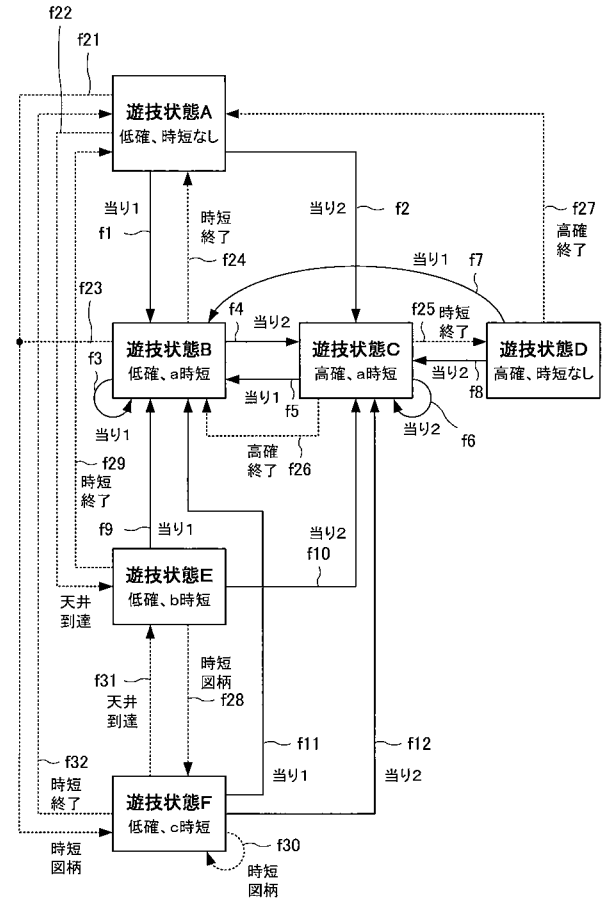 f22
f21
遊技状態A
低確、時短なし
当り1
f1
時短
終了
f24
当り2
f2
f27
高確
終了
当り1
f7
f23
f4
当り2
f25
時短
終了
遊技状態B
低確、a時短
遊技状態C
高確、a時短
遊技状態D
高確、時短なし
f3
当り1
当り1
f5
当り2
f8
当り2
f6
高確
終了
f26
f29
時短
終了
f9
当り1
当り2
f10
遊技状態E
低確、b時短
天井
到達
f31
天井
到達
時短
図柄
f28
f11
当り1
f12
当り2
f32
時短
終了
遊技状態F
低確、c時短
時短
図柄
f30
時短
図柄